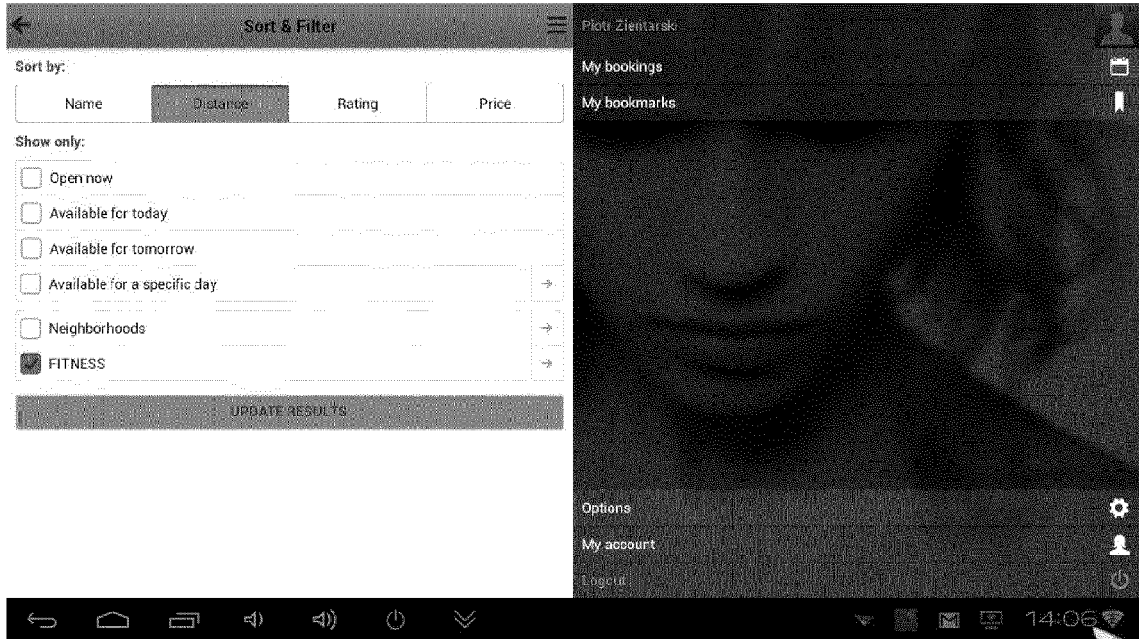 Sort & Filter
Sort by:
Name Distance Rating Price
Show only:
Open now
Available for today
Available for tomorrow
Available for a specific day
Neighborhoods
FITNESS
UPDATE RESULTS
Piotr Zientarski
My bookings
My bookmarks
Options
My account
Logout
14:06